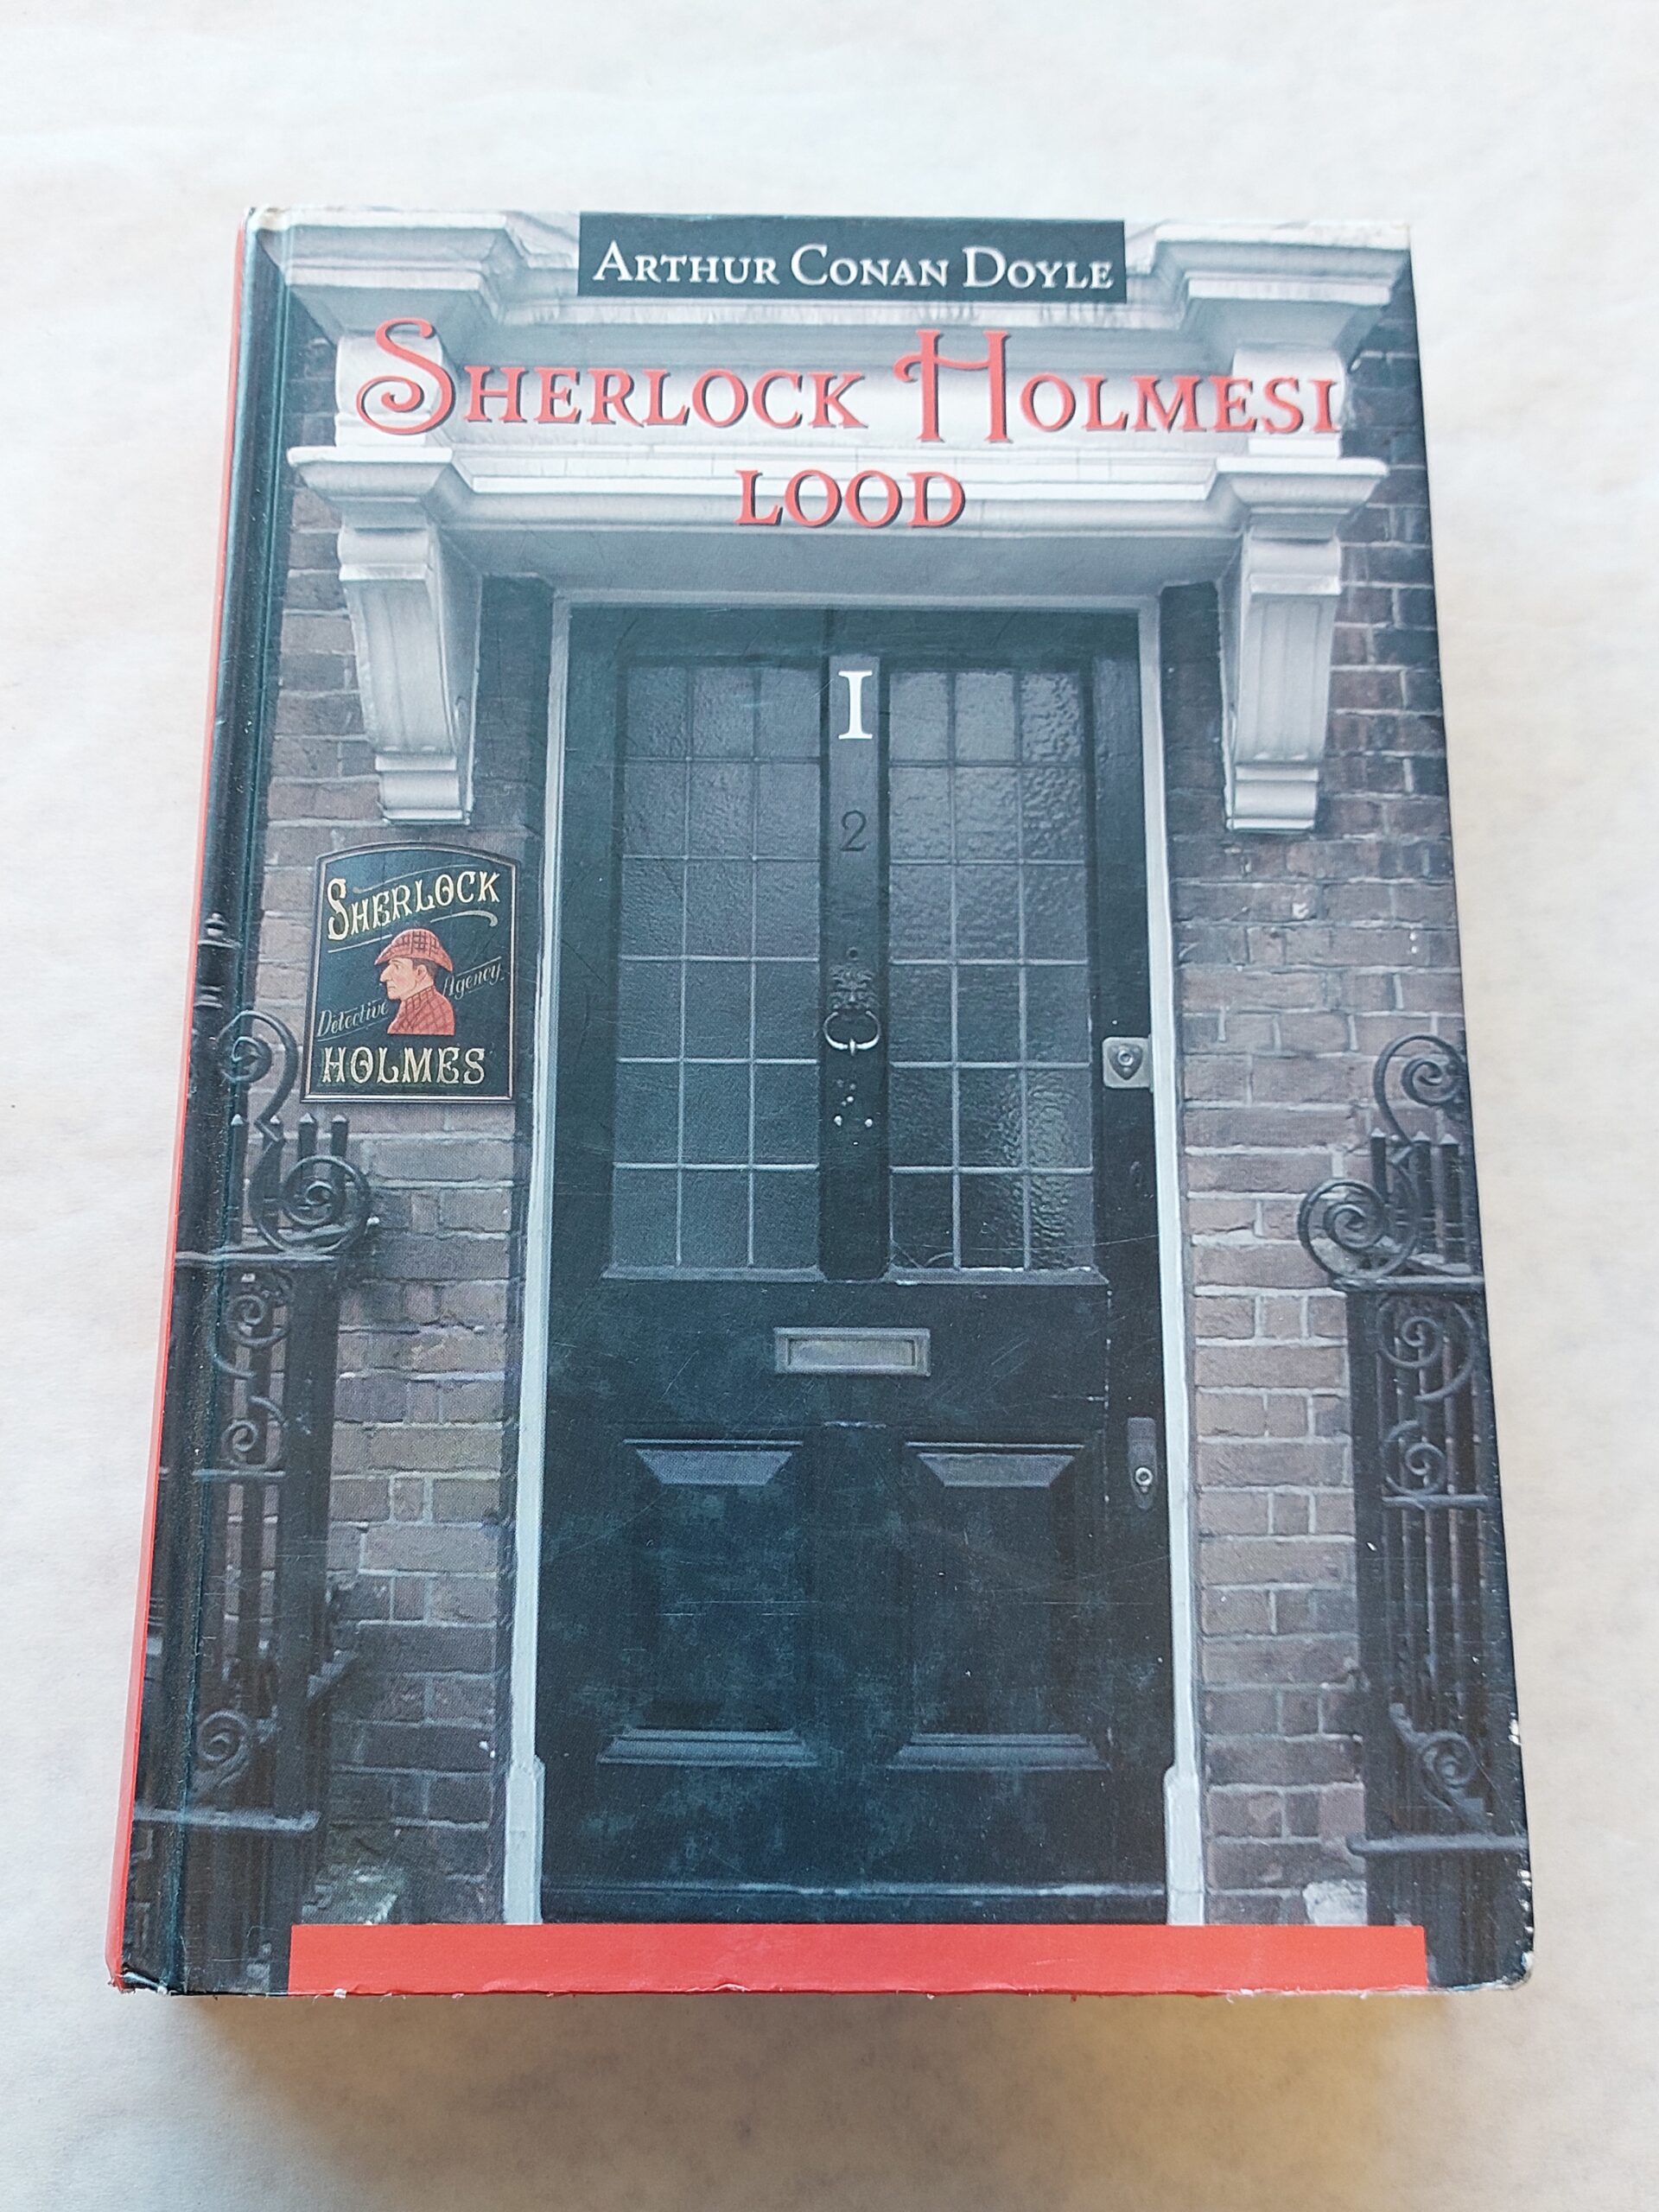 ARTHUR CONAN DOYLE
SHERLOCK HOLMESI
LOOD
I
2
SHERLOCK
Detective Agency
HOLMES